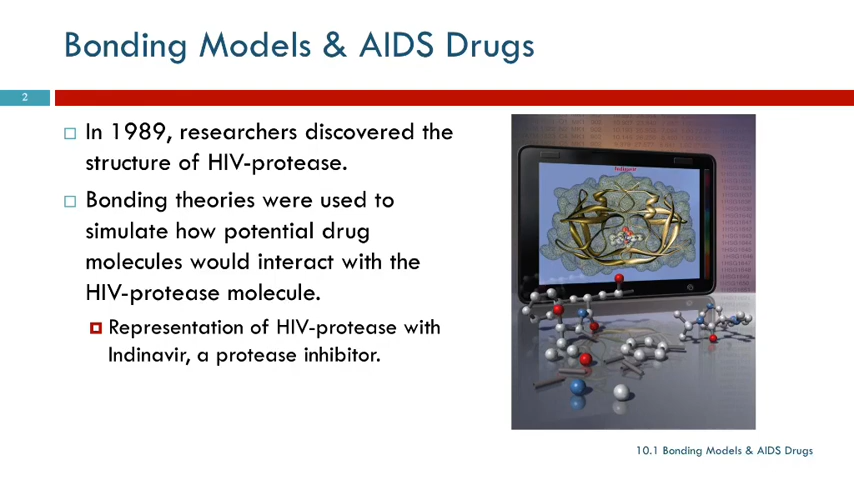 Bonding Models & AIDS Drugs
2
In 1989, researchers discovered the
structure of HIV-protease.
Bonding theories were used to
simulate how potential drug
molecules would interact with the
HIV-protease molecule.
Representation of HIV-protease with
Indinavir, a protease inhibitor.
10.1 Bonding Models & AIDS Drugs